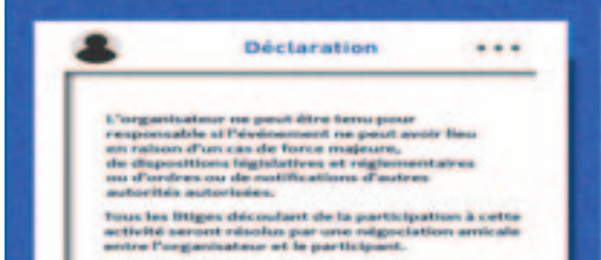 Déclaration
L'organisateur ne peut être tenu pour
responsable si l'événement ne peut avoir lieu
en raison d'un cas de force majeure,
de dispositions législatives et réglementaires
ou d'ordres ou de notifications d'autres
autorités autorisées.
Tous les litiges découlant de la participation à cette
activité seront résolus par une négociation amicale
entre l'organisateur et le participant.